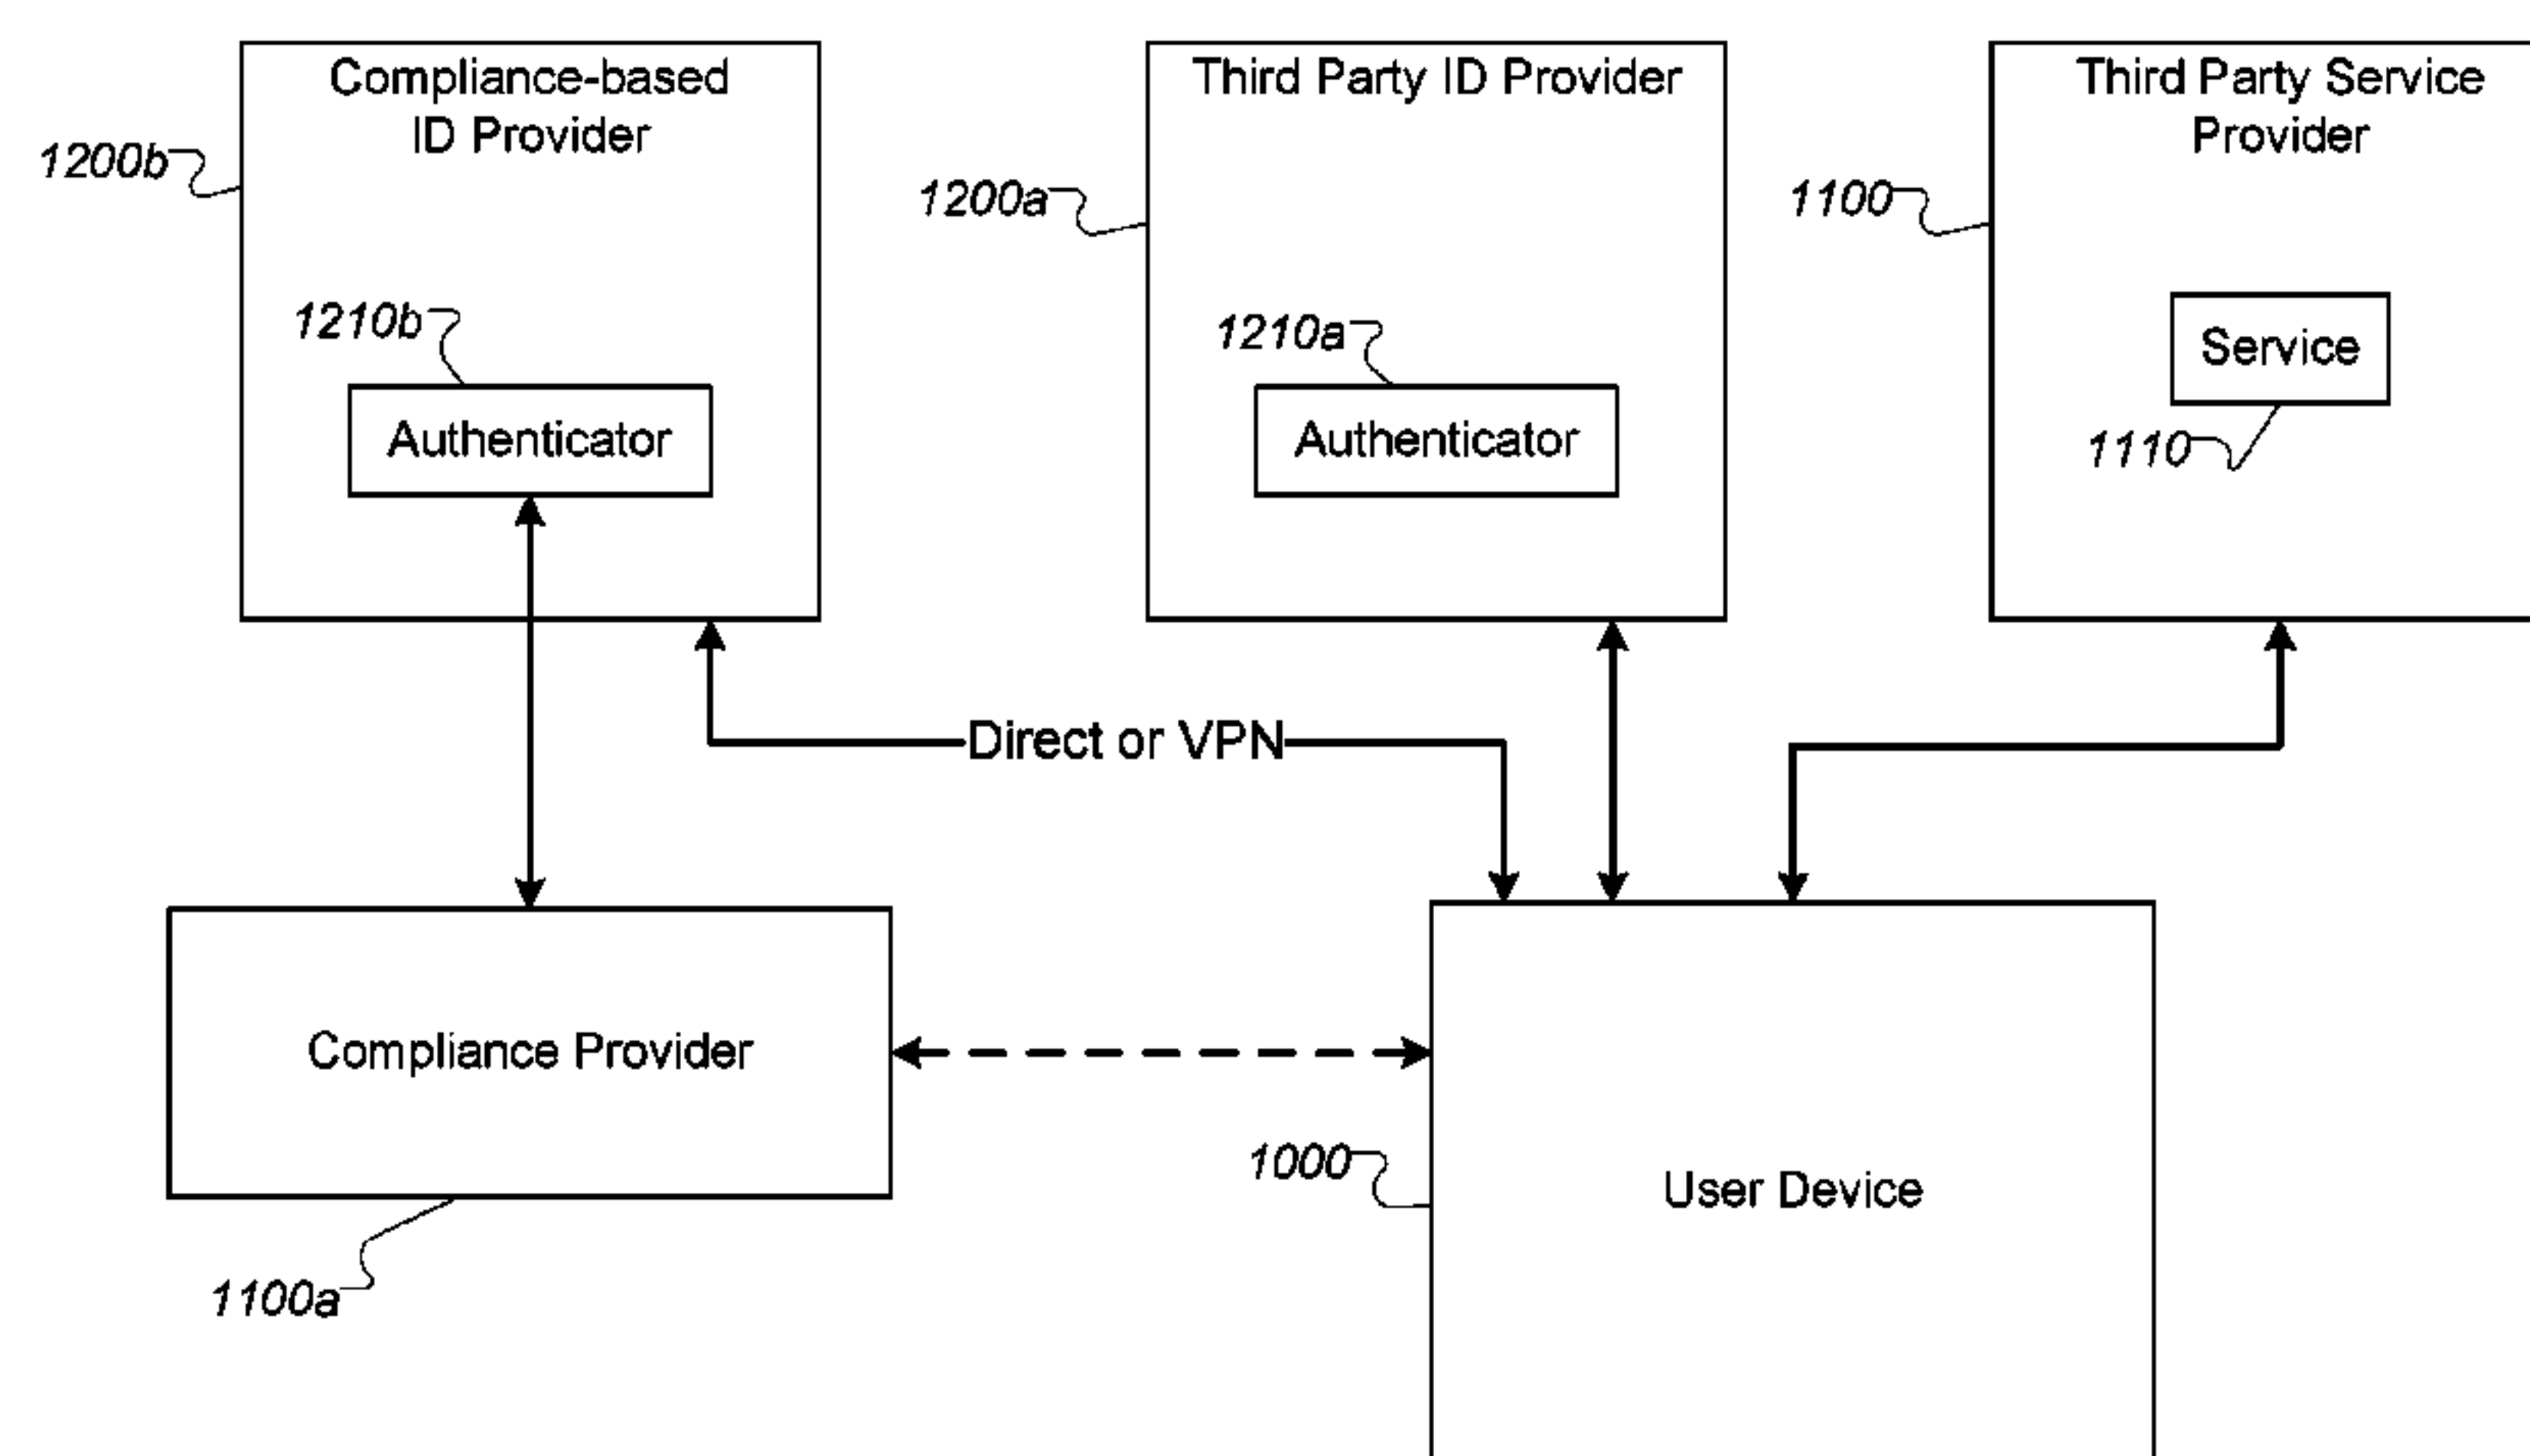 Compliance-based
ID Provider
1200b
1210b
Authenticator
Third Party ID Provider
1200a
1210a
Authenticator
Third Party Service
Provider
1100
Service
1110
Direct or VPN
Compliance Provider
1100a
1000
User Device